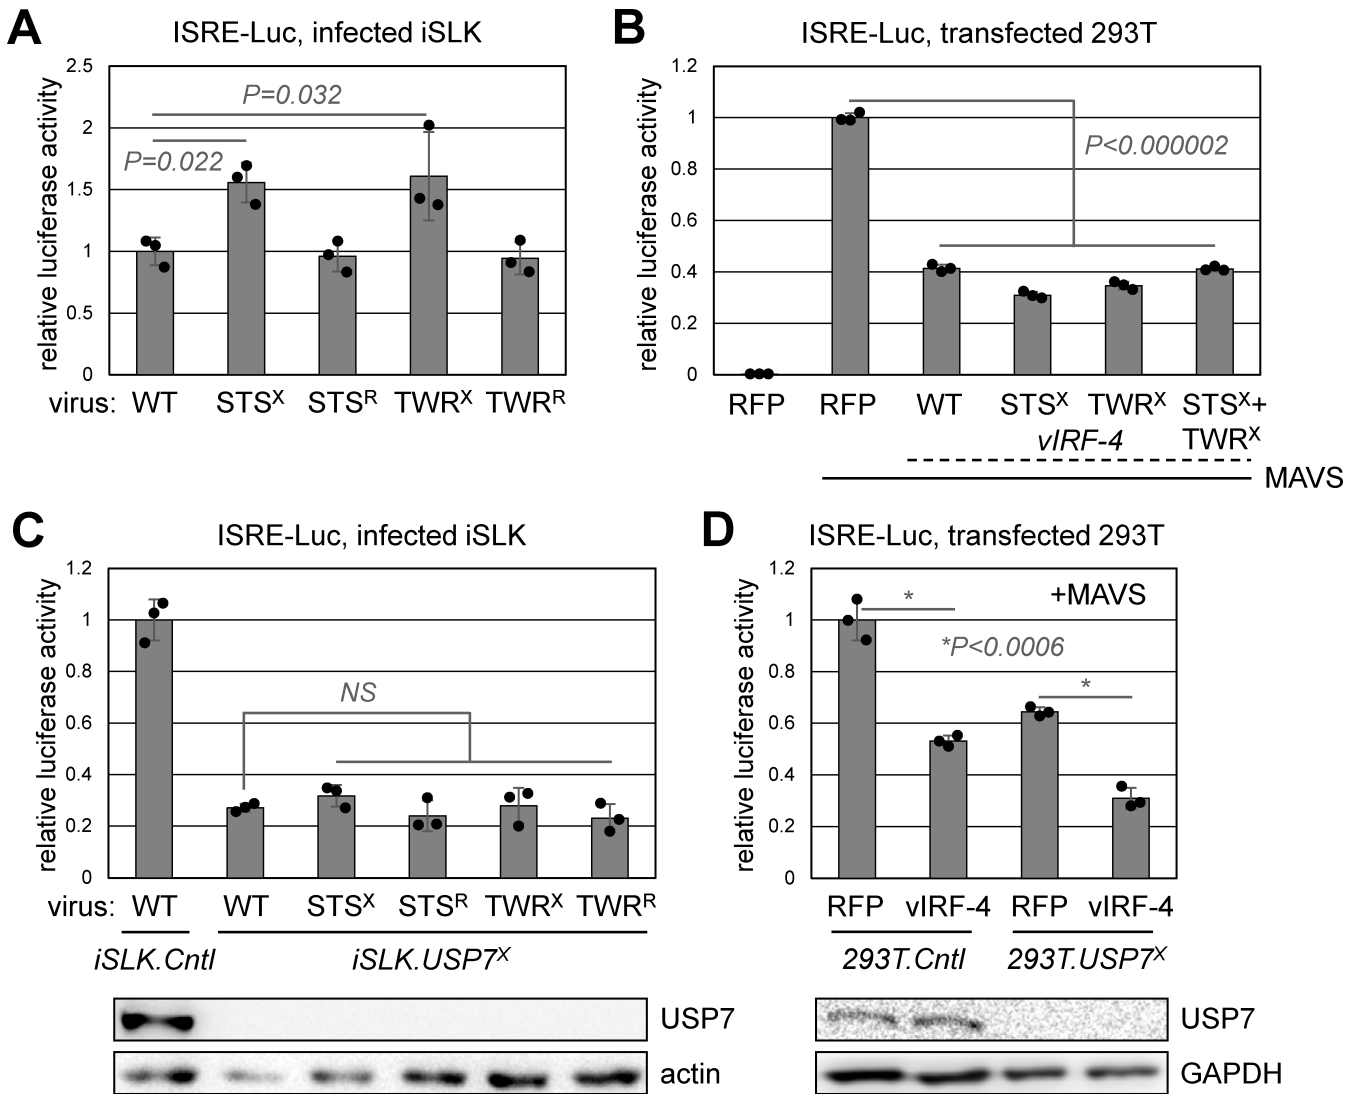 A
ISRE-Luc, infected iSLK
relative luciferase activity
2.5
2
1.5
1
0.5
0
P=0.032
P=0.022
virus: WT STSX STSR TWRX TWRR
B
ISRE-Luc, transfected 293T
relative luciferase activity
1.2
1
0.8
0.6
0.4
0.2
0
P<0.000002
RFP RFP WT STSX TWRX STSX+
vIRF-4 TWRX
MAVS
C
ISRE-Luc, infected iSLK
relative luciferase activity
1.2
1
0.8
0.6
0.4
0.2
0
NS
virus: WT WT STSX STSR TWRX TWRR
iSLK.Cntl iSLK.USP7X
USP7
actin
D
ISRE-Luc, transfected 293T
relative luciferase activity
1.2
1
0.8
0.6
0.4
0.2
0
+MAVS
*
*P<0.0006
*
RFP vIRF-4 RFP vIRF-4
293T.Cntl 293T.USP7X
USP7
GAPDH